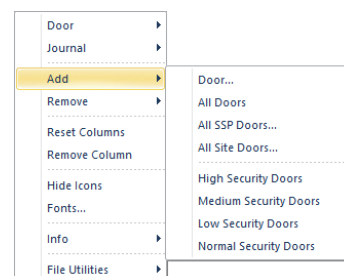 Door
Journal
Add
Remove
Reset Columns
Remove Column
Hide Icons
Fonts...
Info
File Utilities
Door...
All Doors
All SSP Doors...
All Site Doors...
High Security Doors
Medium Security Doors
Low Security Doors
Normal Security Doors